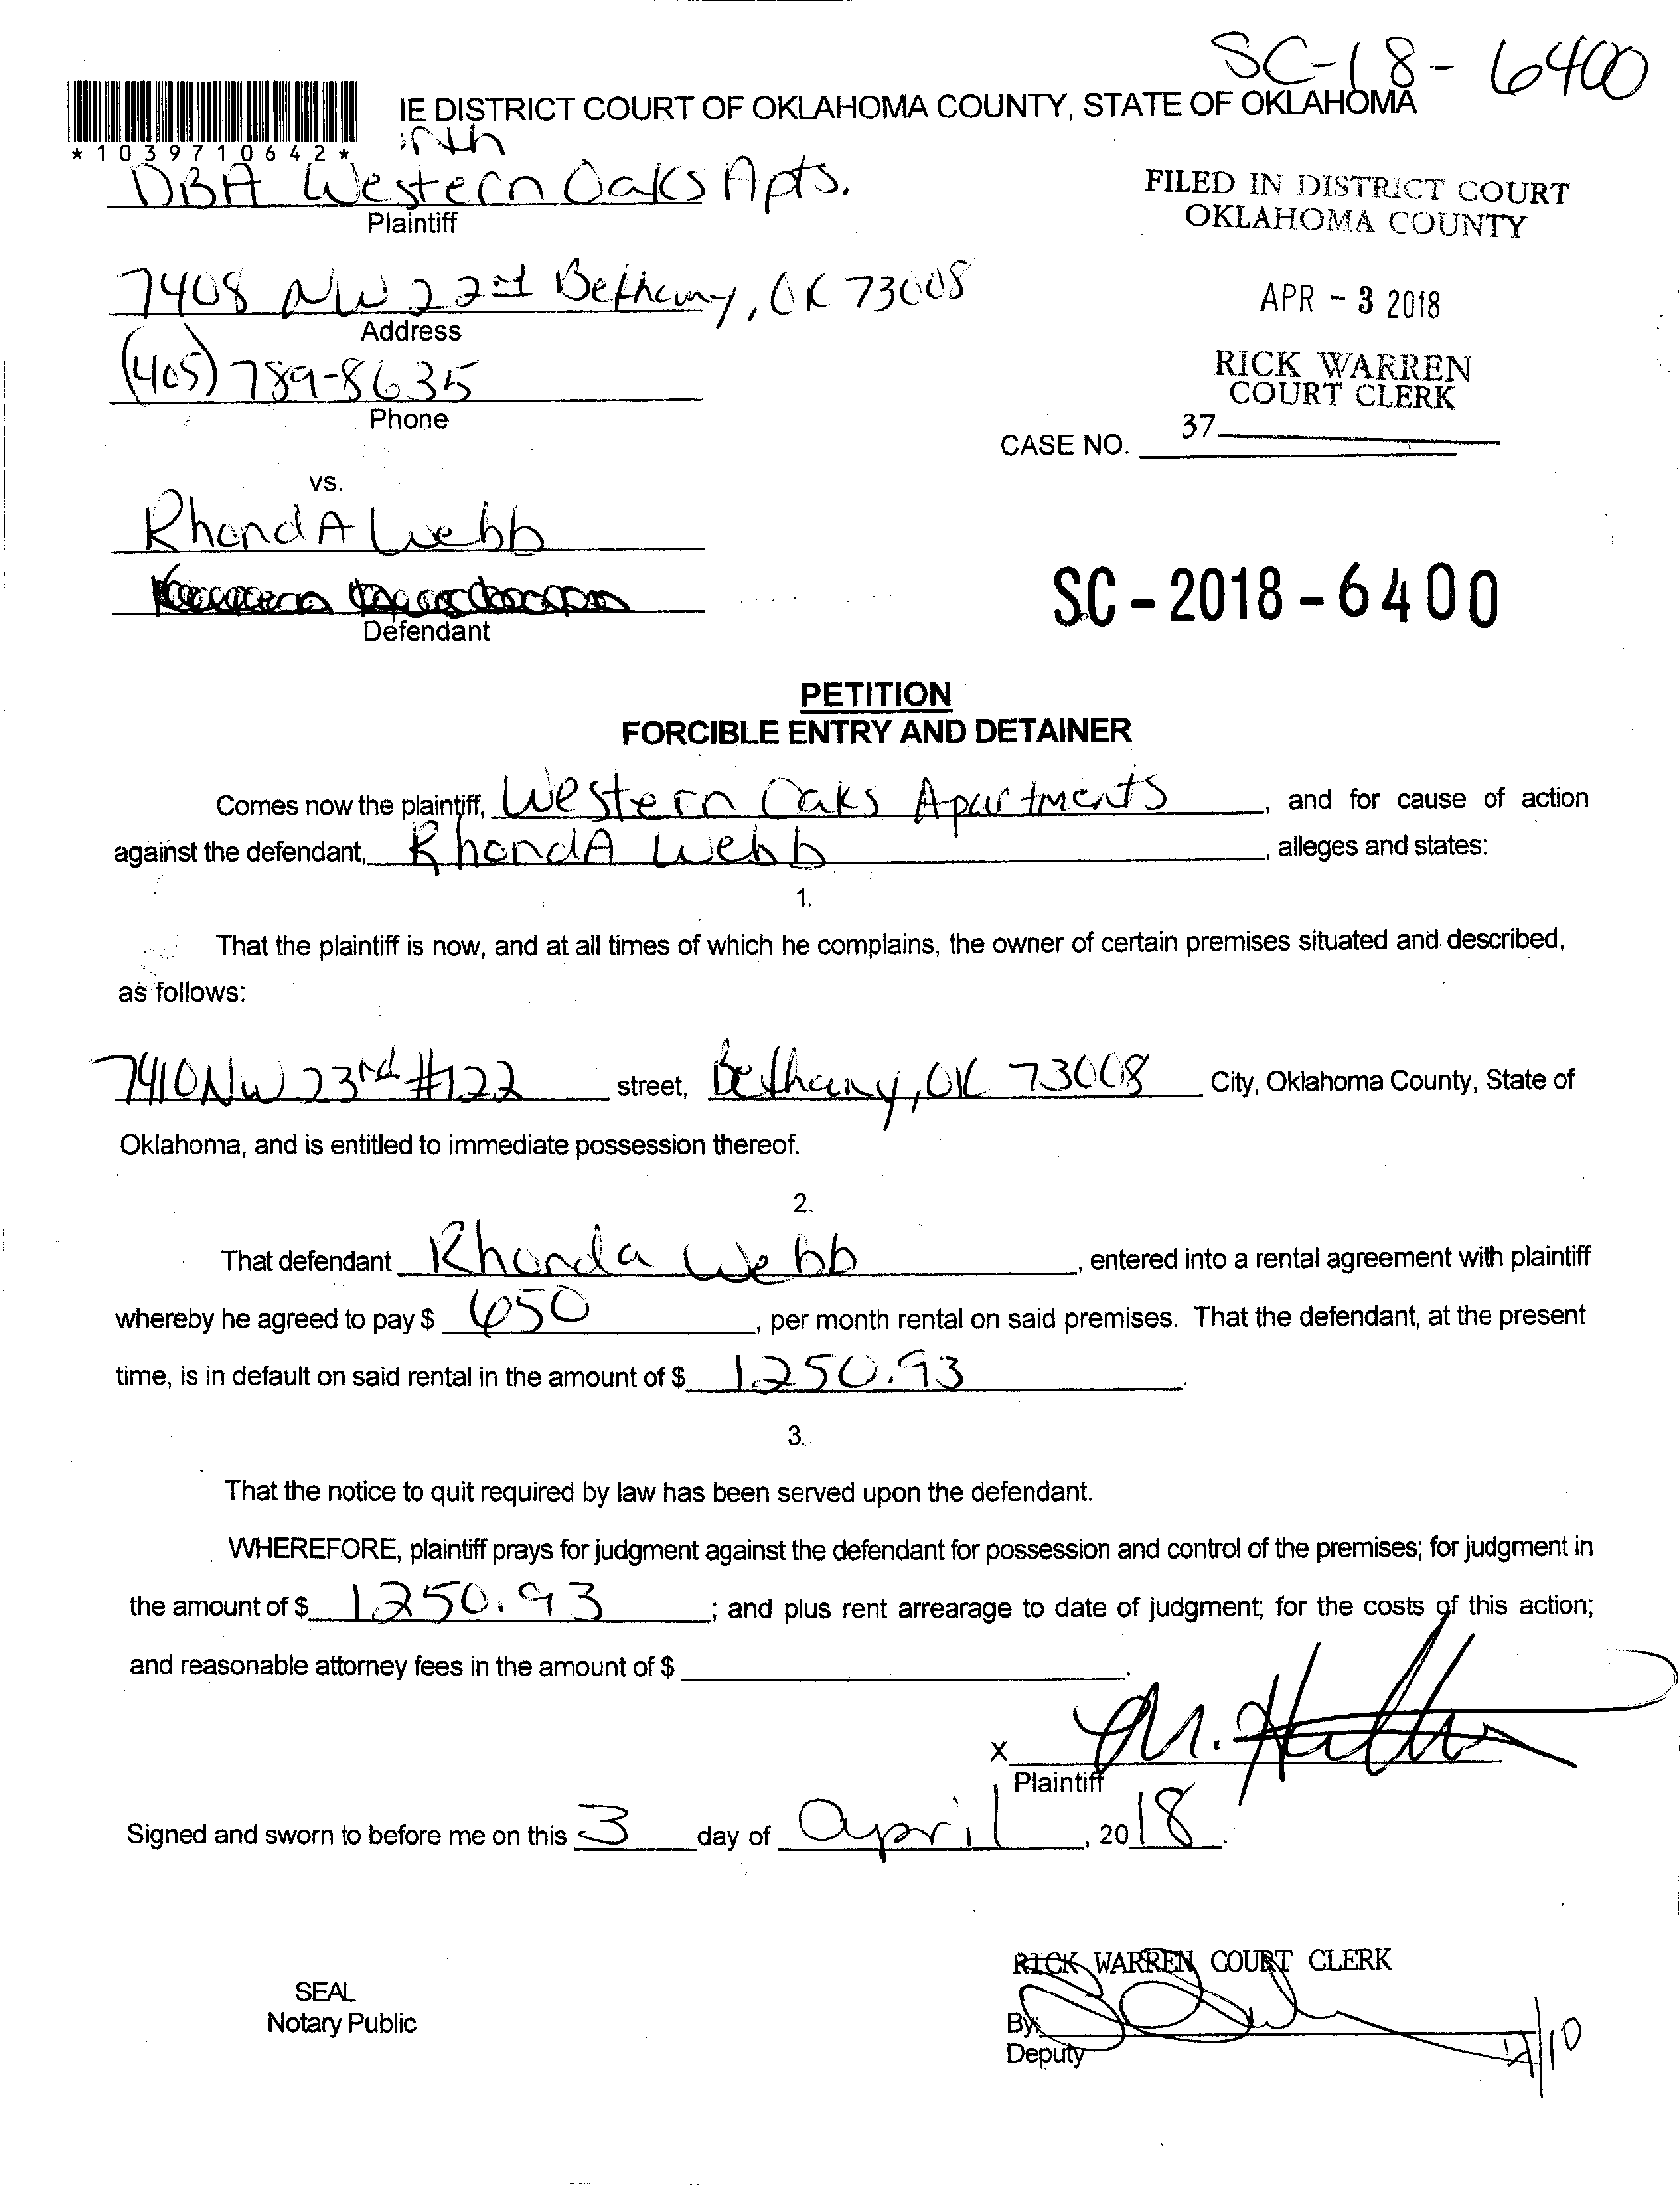 SC-18-6400
IE DISTRICT COURT OF OKLAHOMA COUNTY, STATE OF OKLAHOMA
*1039710642*
DBA Western Oaks Apts.
Plaintiff
FILED IN DISTRICT COURT
OKLAHOMA COUNTY
7408 NW 22nd Bethany, OK 73008
Address
APR - 3 2018
(405) 789-8635
Phone
RICK WARREN
COURT CLERK
37
CASE NO.
vs.
RhondA Webb
Defendant
SC-2018-6400
PETITION
FORCIBLE ENTRY AND DETAINER
Comes now the plaintiff, Western Oaks Apartments, and for cause of action
against the defendant, RhondA Webb, alleges and states:
1.
That the plaintiff is now, and at all times of which he complains, the owner of certain premises situated and described,
as follows:
7410 NW 23rd #122 street, Bethany, OK 73008 City, Oklahoma County, State of
Oklahoma, and is entitled to immediate possession thereof.
2.
That defendant Rhonda Webb, entered into a rental agreement with plaintiff
whereby he agreed to pay $ 650, per month rental on said premises. That the defendant, at the present
time, is in default on said rental in the amount of $ 1250.93.
3.
That the notice to quit required by law has been served upon the defendant.
WHEREFORE, plaintiff prays for judgment against the defendant for possession and control of the premises; for judgment in
the amount of $ 1250.93; and plus rent arrearage to date of judgment; for the costs of this action;
and reasonable attorney fees in the amount of $ .
X
Plaintiff
Signed and sworn to before me on this 3 day of april, 2018.
RICK WARREN COURT CLERK
SEAL
Notary Public
By:
Deputy